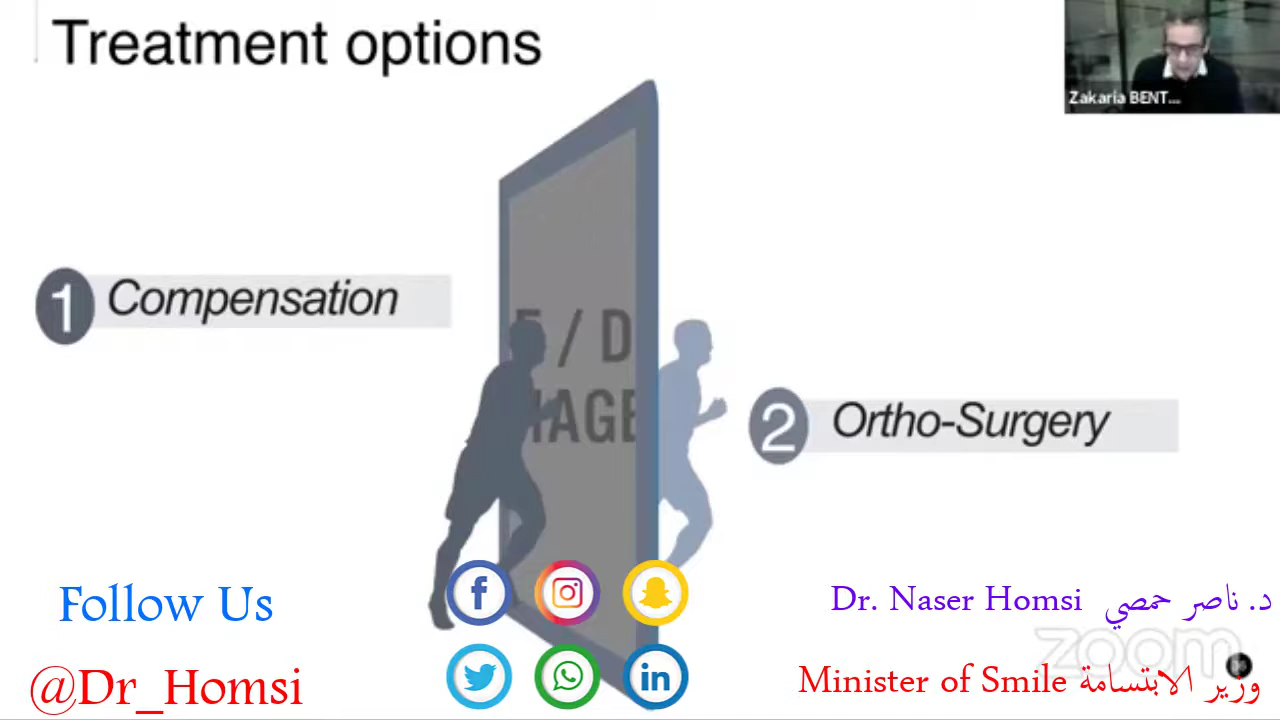 Treatment options
Zakaria BENT...
1 Compensation
E / D
IAGE
2 Ortho-Surgery
Follow Us
Dr. Naser Homsi د. ناصر حمصي
zoom
@Dr_Homsi
Minister of Smile وزير الابتسامة